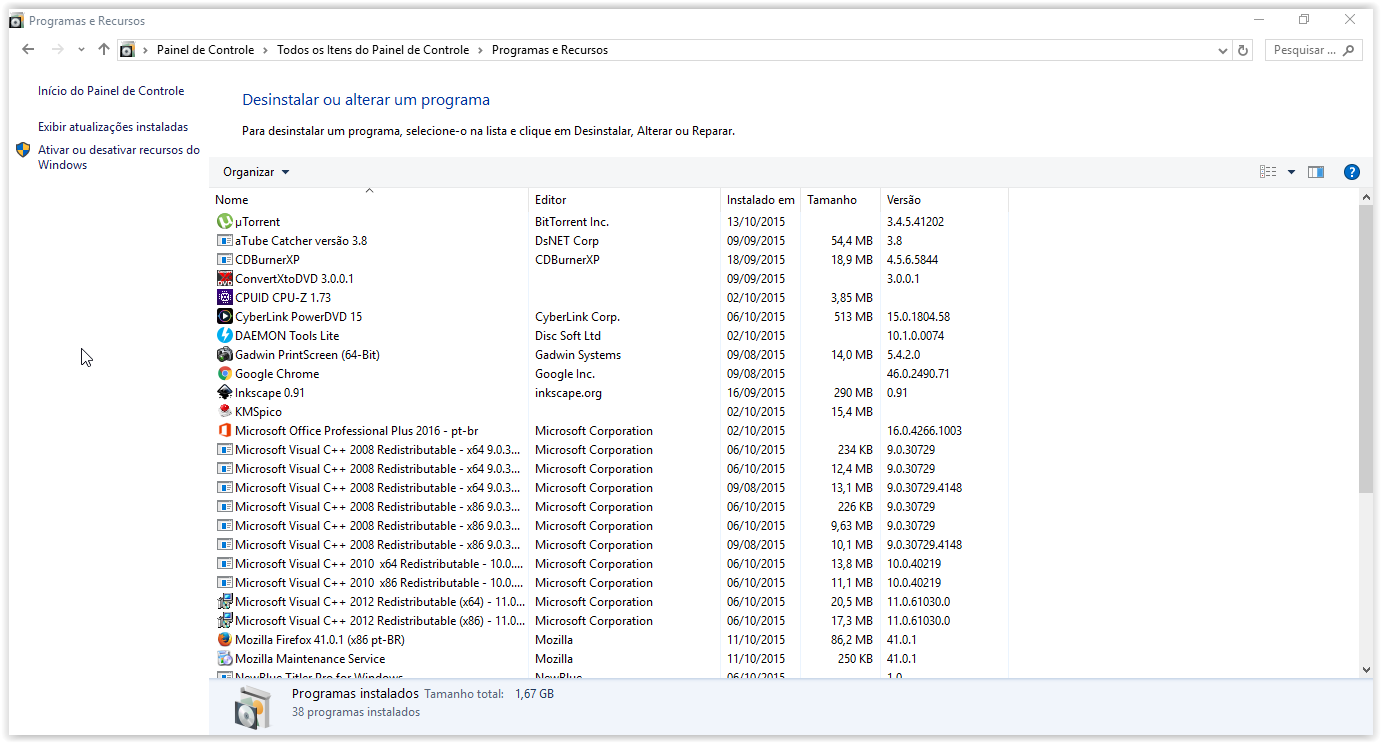 Programas e Recursos
Painel de Controle > Todos os Itens do Painel de Controle > Programas e Recursos
Pesquisar ...
Início do Painel de Controle
Exibir atualizações instaladas
Ativar ou desativar recursos do
Windows
Desinstalar ou alterar um programa
Para desinstalar um programa, selecione-o na lista e clique em Desinstalar, Alterar ou Reparar.
Organizar
Nome Editor Instalado em Tamanho Versão
µTorrent BitTorrent Inc. 13/10/2015 3.4.5.41202
aTube Catcher versão 3.8 DsNET Corp 09/09/2015 54,4 MB 3.8
CDBurnerXP CDBurnerXP 18/09/2015 18,9 MB 4.5.6.5844
ConvertXtoDVD 3.0.0.1 09/09/2015 3.0.0.1
CPUID CPU-Z 1.73 02/10/2015 3,85 MB
CyberLink PowerDVD 15 CyberLink Corp. 06/10/2015 513 MB 15.0.1804.58
DAEMON Tools Lite Disc Soft Ltd 02/10/2015 10.1.0.0074
Gadwin PrintScreen (64-Bit) Gadwin Systems 09/08/2015 14,0 MB 5.4.2.0
Google Chrome Google Inc. 09/08/2015 46.0.2490.71
Inkscape 0.91 inkscape.org 16/09/2015 290 MB 0.91
KMSpico 02/10/2015 15,4 MB
Microsoft Office Professional Plus 2016 - pt-br Microsoft Corporation 02/10/2015 16.0.4266.1003
Microsoft Visual C++ 2008 Redistributable - x64 9.0.3... Microsoft Corporation 06/10/2015 234 KB 9.0.30729
Microsoft Visual C++ 2008 Redistributable - x64 9.0.3... Microsoft Corporation 06/10/2015 12,4 MB 9.0.30729
Microsoft Visual C++ 2008 Redistributable - x64 9.0.3... Microsoft Corporation 09/08/2015 13,1 MB 9.0.30729.4148
Microsoft Visual C++ 2008 Redistributable - x86 9.0.3... Microsoft Corporation 06/10/2015 226 KB 9.0.30729
Microsoft Visual C++ 2008 Redistributable - x86 9.0.3... Microsoft Corporation 06/10/2015 9,63 MB 9.0.30729
Microsoft Visual C++ 2008 Redistributable - x86 9.0.3... Microsoft Corporation 09/08/2015 10,1 MB 9.0.30729.4148
Microsoft Visual C++ 2010 x64 Redistributable - 10.0.... Microsoft Corporation 06/10/2015 13,8 MB 10.0.40219
Microsoft Visual C++ 2010 x86 Redistributable - 10.0.... Microsoft Corporation 06/10/2015 11,1 MB 10.0.40219
Microsoft Visual C++ 2012 Redistributable (x64) - 11.0... Microsoft Corporation 06/10/2015 20,5 MB 11.0.61030.0
Microsoft Visual C++ 2012 Redistributable (x86) - 11.0... Microsoft Corporation 06/10/2015 17,3 MB 11.0.61030.0
Mozilla Firefox 41.0.1 (x86 pt-BR) Mozilla 11/10/2015 86,2 MB 41.0.1
Mozilla Maintenance Service Mozilla 11/10/2015 250 KB 41.0.1
NewBlue Titler Pro for Windows NewBlue 06/10/2015 1.0
Programas instalados Tamanho total: 1,67 GB
38 programas instalados